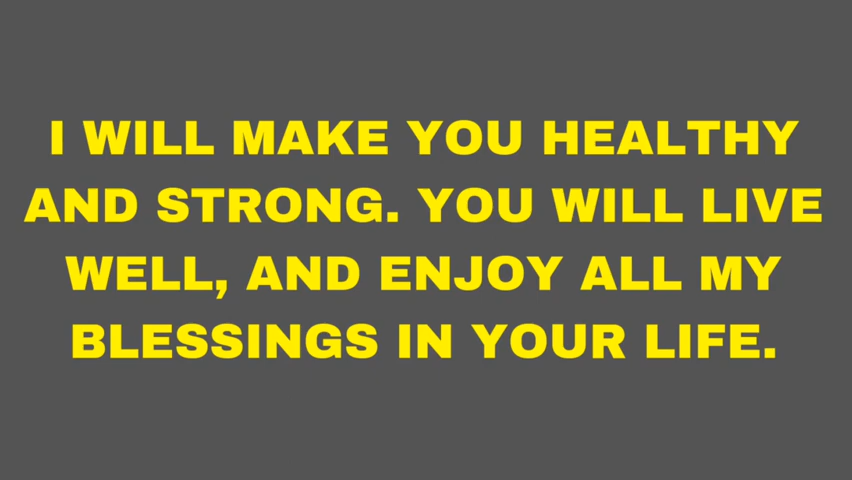 I WILL MAKE YOU HEALTHY
AND STRONG. YOU WILL LIVE
WELL, AND ENJOY ALL MY
BLESSINGS IN YOUR LIFE.